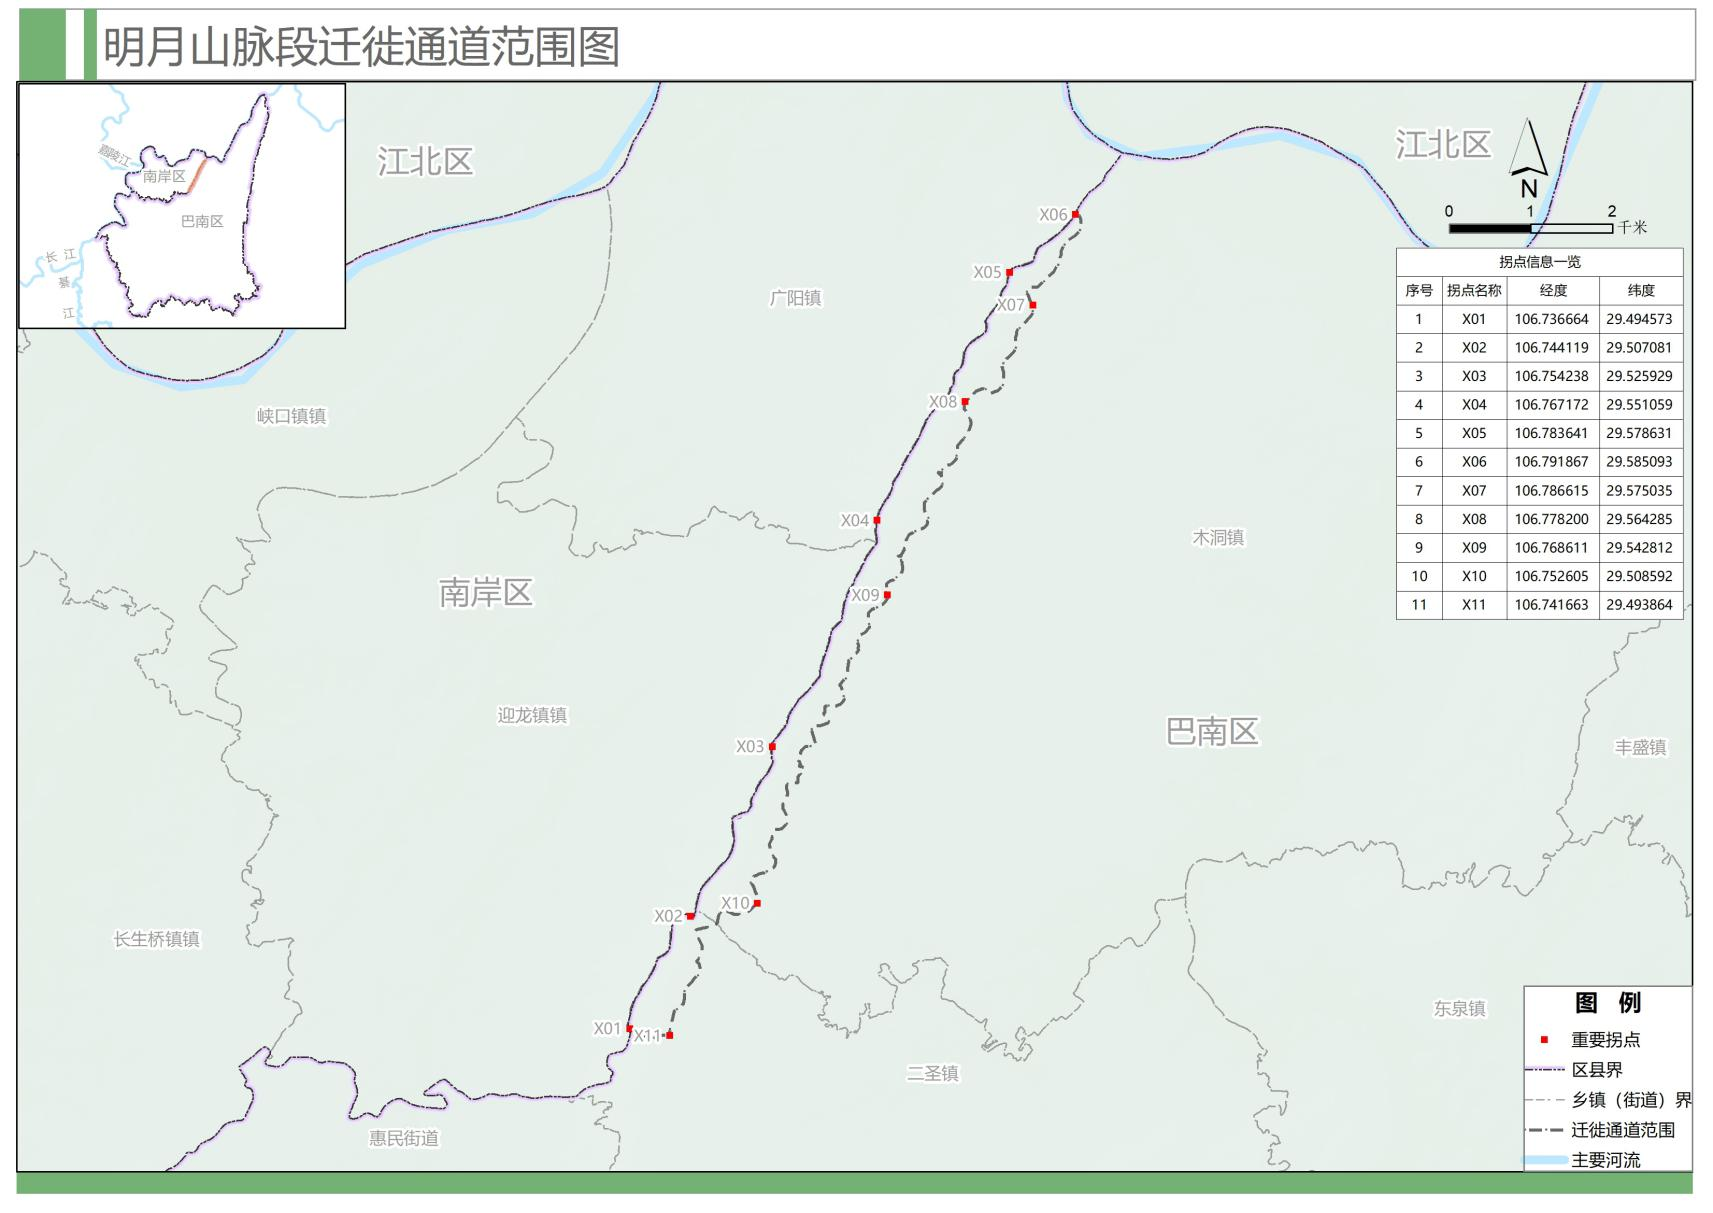 明月山脉段迁徙通道范围图
嘉陵江
南岸区
巴南区
长江
綦江
江北区
江北区
N
0 1 2 千米
广阳镇
峡口镇镇
木洞镇
南岸区
迎龙镇镇
巴南区
丰盛镇
长生桥镇镇
东泉镇
二圣镇
惠民街道
X06
X05
X07
X08
X04
X09
X03
X10
X02
X01
X11
拐点信息一览
序号 拐点名称 经度 纬度
1 X01 106.736664 29.494573
2 X02 106.744119 29.507081
3 X03 106.754238 29.525929
4 X04 106.767172 29.551059
5 X05 106.783641 29.578631
6 X06 106.791867 29.585093
7 X07 106.786615 29.575035
8 X08 106.778200 29.564285
9 X09 106.768611 29.542812
10 X10 106.752605 29.508592
11 X11 106.741663 29.493864
图 例
重要拐点
区县界
乡镇（街道）界
迁徙通道范围
主要河流